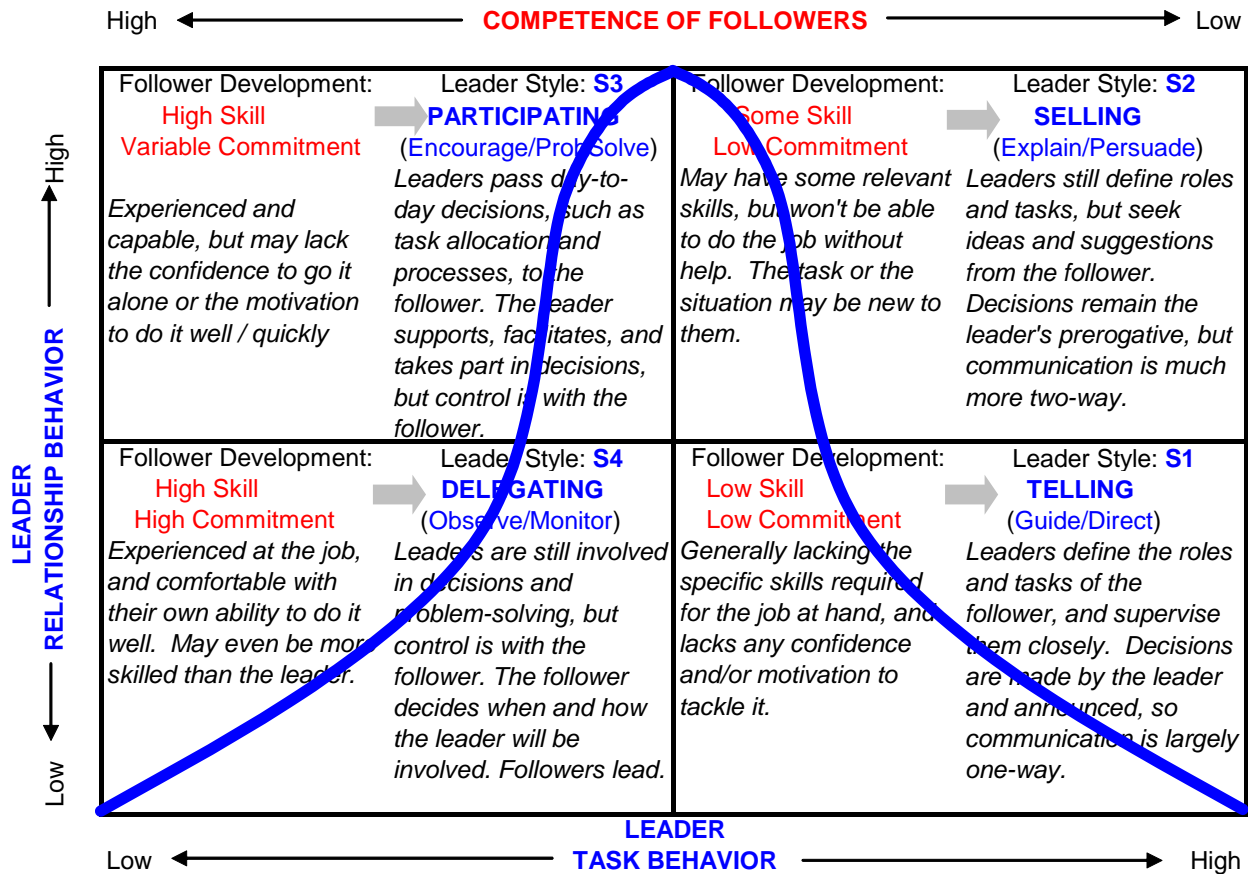 High COMPETENCE OF FOLLOWERS Low
Follower Development:
High Skill
Variable Commitment
Experienced and
capable, but may lack
the confidence to go it
alone or the motivation
to do it well / quickly
Leader Style: S3
PARTICIPATING
(Encourage/ProbSolve)
Leaders pass day-to-
day decisions, such as
task allocation and
processes, to the
follower. The leader
supports, facilitates, and
takes part in decisions,
but control is with the
follower.
Follower Development:
Some Skill
Low Commitment
May have some relevant
skills, but won't be able
to do the job without
help. The task or the
situation may be new to
them.
Leader Style: S2
SELLING
(Explain/Persuade)
Leaders still define roles
and tasks, but seek
ideas and suggestions
from the follower.
Decisions remain the
leader's prerogative, but
communication is much
more two-way.
Follower Development:
High Skill
High Commitment
Experienced at the job,
and comfortable with
their own ability to do it
well. May even be more
skilled than the leader.
Leader Style: S4
DELEGATING
(Observe/Monitor)
Leaders are still involved
in decisions and
problem-solving, but
control is with the
follower. The follower
decides when and how
the leader will be
involved. Followers lead.
Follower Development:
Low Skill
Low Commitment
Generally lacking the
specific skills required
for the job at hand, and
lacks any confidence
and/or motivation to
tackle it.
Leader Style: S1
TELLING
(Guide/Direct)
Leaders define the roles
and tasks of the
follower, and supervise
them closely. Decisions
are made by the leader
and announced, so
communication is largely
one-way.
High
LEADER
RELATIONSHIP BEHAVIOR
Low
LEADER
Low TASK BEHAVIOR High